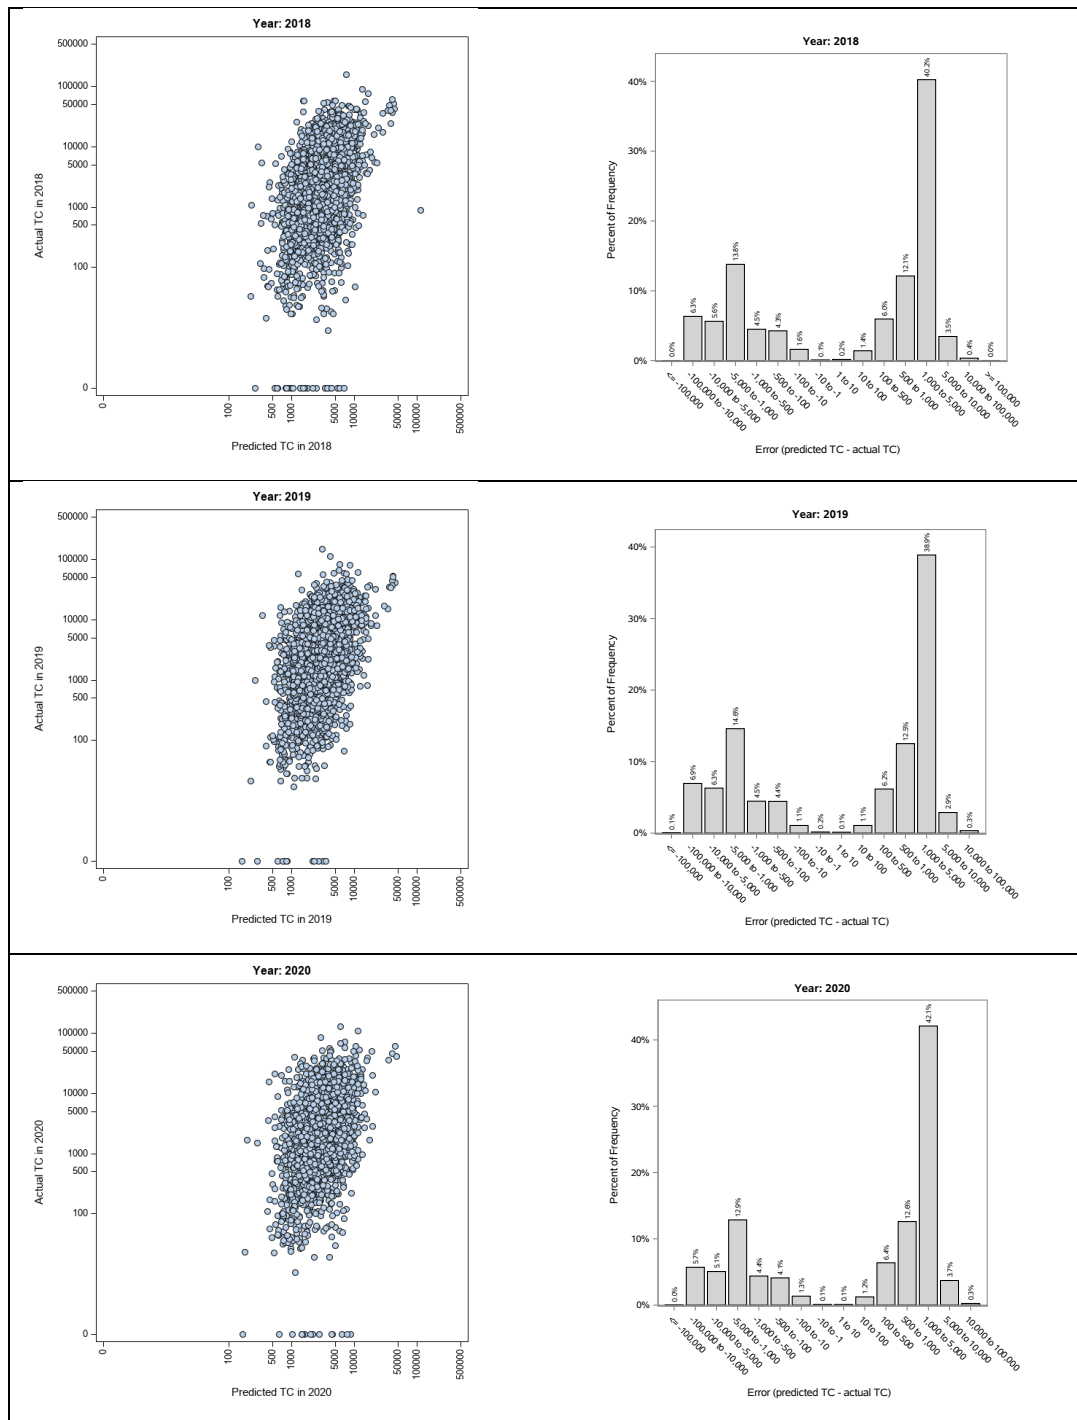 Year: 2018
500000
100000
50000
10000
5000
1000
500
100
0
Actual TC in 2018
0
100
500
1000
5000
10000
50000
100000
500000
Predicted TC in 2018
Year: 2018
40%
30%
20%
10%
0%
Percent of Frequency
0.0%
6.3%
5.6%
13.8%
4.5%
4.3%
1.6%
0.1%
0.2%
1.4%
6.0%
12.1%
40.2%
3.5%
0.4%
0.0%
<= -100,000
-100,000 to -10,000
-10,000 to -5,000
-5,000 to -1,000
-1,000 to -500
-500 to -100
-100 to -10
-10 to -1
1 to 10
10 to 100
100 to 500
500 to 1,000
1,000 to 5,000
5,000 to 10,000
10,000 to 100,000
>= 100,000
Error (predicted TC - actual TC)
Year: 2019
500000
100000
50000
10000
5000
1000
500
100
0
Actual TC in 2019
0
100
500
1000
5000
10000
50000
100000
500000
Predicted TC in 2019
Year: 2019
40%
30%
20%
10%
0%
Percent of Frequency
0.1%
6.9%
6.3%
14.6%
4.5%
4.4%
1.1%
0.2%
0.1%
1.1%
6.2%
12.5%
38.9%
2.9%
0.3%
<= -100,000
-100,000 to -10,000
-10,000 to -5,000
-5,000 to -1,000
-1,000 to -500
-500 to -100
-100 to -10
-10 to -1
1 to 10
10 to 100
100 to 500
500 to 1,000
1,000 to 5,000
5,000 to 10,000
10,000 to 100,000
Error (predicted TC - actual TC)
Year: 2020
500000
100000
50000
10000
5000
1000
500
100
0
Actual TC in 2020
0
100
500
1000
5000
10000
50000
100000
500000
Predicted TC in 2020
Year: 2020
40%
30%
20%
10%
0%
Percent of Frequency
0.0%
5.7%
5.1%
12.9%
4.4%
4.1%
1.3%
0.1%
0.1%
1.2%
6.4%
12.6%
42.1%
3.7%
0.3%
<= -100,000
-100,000 to -10,000
-10,000 to -5,000
-5,000 to -1,000
-1,000 to -500
-500 to -100
-100 to -10
-10 to -1
1 to 10
10 to 100
100 to 500
500 to 1,000
1,000 to 5,000
5,000 to 10,000
10,000 to 100,000
Error (predicted TC - actual TC)